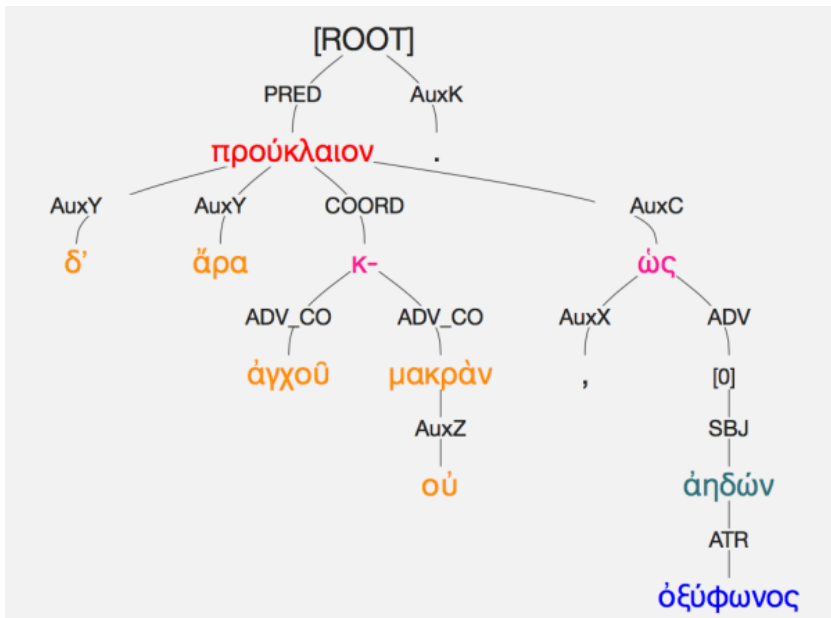 [ROOT]
PRED AuxK
προύκλαιον .
AuxY AuxY COORD AuxC
δ’ ἄρα κ- ὡς
ADV_CO ADV_CO AuxX ADV
ἀγχοῦ μακρὰν , [0]
AuxZ SBJ
οὐ ἀηδών
ATR
ὀξύφωνος